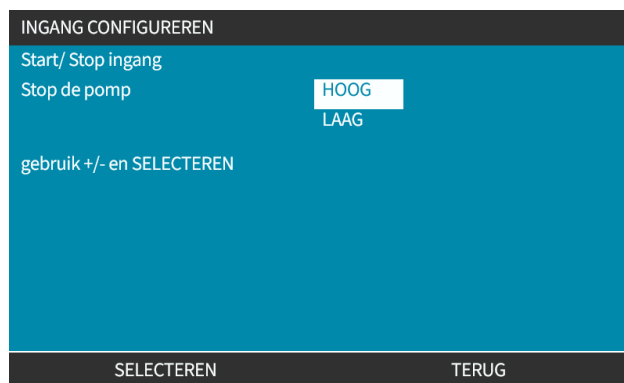 INGANG CONFIGUREREN
Start/ Stop ingang
Stop de pomp HOOG
LAAG
gebruik +/- en SELECTEREN
SELECTEREN TERUG